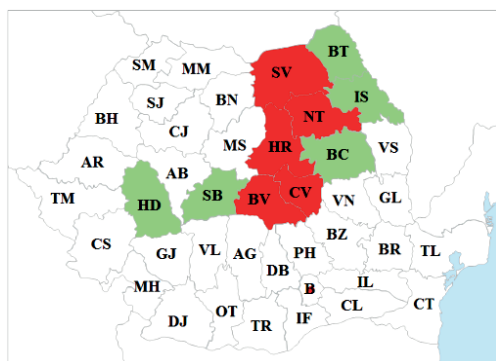 BT
SM
MM
SV
IS
SJ
BN
NT
BH
CJ
MS
HR
BC
VS
AR
AB
TM
HD
SB
BV
CV
VN
GL
CS
GJ
VL
AG
PH
BZ
BR
TL
DB
MH
B
IL
CL
CT
DJ
OT
TR
IF